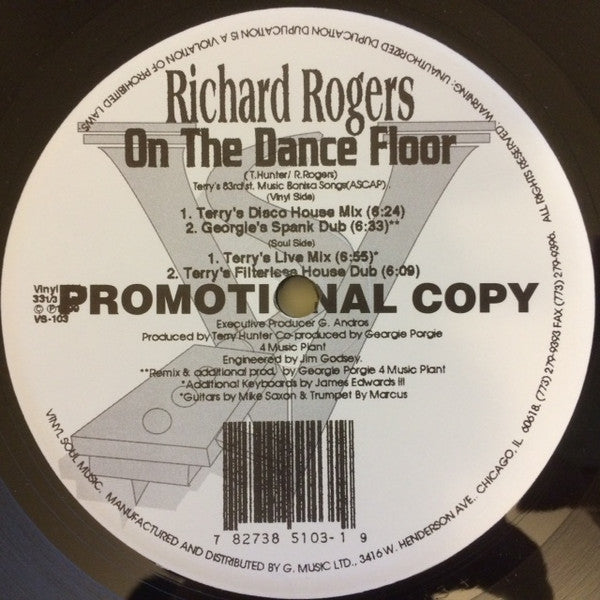 WARNING: UNAUTHORIZED DUPLICATION IS A VIOLATION OF PROHIBITED LAWS.
Richard Rogers
On The Dance Floor
(T.Hunter/ R.Rogers)
Terry's 83rd st. Music Bonisa Songs(ASCAP)
(Vinyl Side)
1. Terry's Disco House Mix (6:24)
2. Georgie's Spank Dub (6:33)**
(Soul Side)
1. Terry's Live Mix (6:55)*
2. Terry's Filterless House Dub (6:09)
Vinyl
33 1/3
VS-103
PROMOTIONAL COPY
Executive Producer G. Andros
Produced by Terry Hunter Co-produced by Georgie Porgie
4 Music Plant
Engineered by Jim Godsey.
**Remix & additional prod. by Georgie Porgie 4 Music Plant
*Additional Keyboards by James Edwards III
*Guitars by Mike Saxon & Trumpet By Marcus
7 82738 5103-1 9
VINYL SOUL MUSIC. MANUFACTURED AND DISTRIBUTED BY G. MUSIC LTD., 3416 W. HENDERSON AVE. CHICAGO, IL 60618. (773) 279-9393 FAX (773) 279-9396. ALL RIGHTS RESERVED.